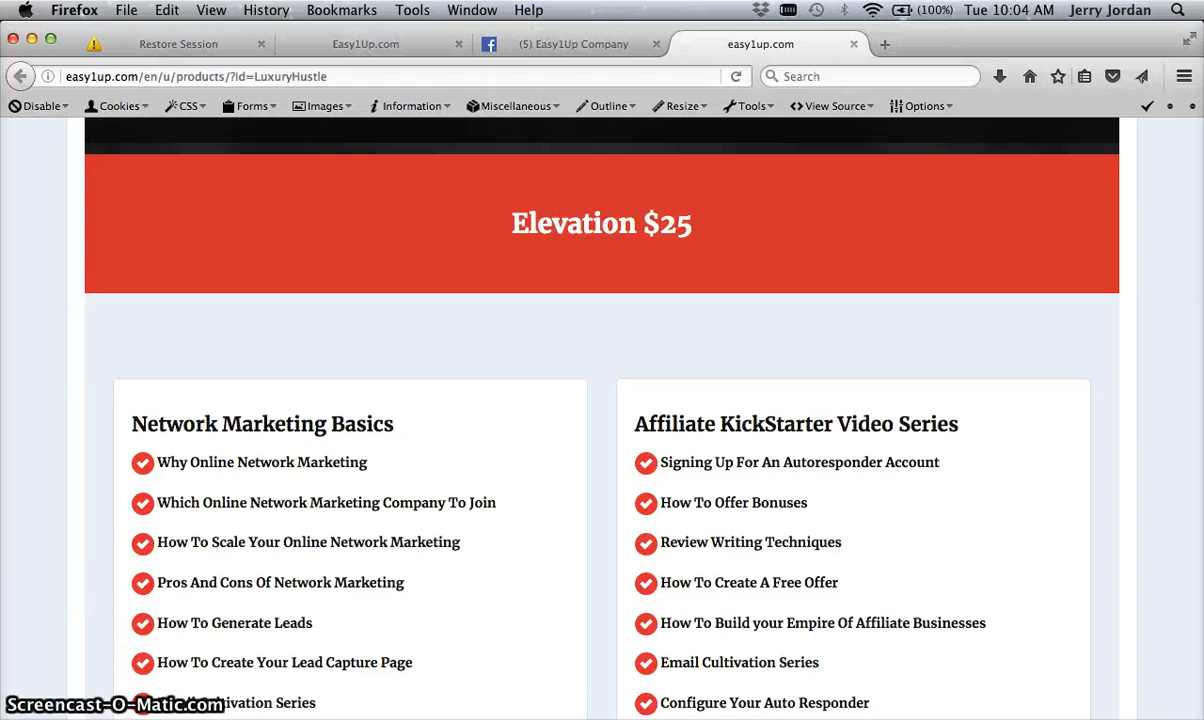 Firefox File Edit View History Bookmarks Tools Window Help (100%) Tue 10:04 AM Jerry Jordan
Restore Session Easy1Up.com (5) Easy1Up Company easy1up.com
easy1up.com/en/u/products/?id=LuxuryHustle Search
Disable Cookies CSS Forms Images Information Miscellaneous Outline Resize Tools View Source Options
Elevation $25
Network Marketing Basics
Why Online Network Marketing
Which Online Network Marketing Company To Join
How To Scale Your Online Network Marketing
Pros And Cons Of Network Marketing
How To Generate Leads
How To Create Your Lead Capture Page
Cultivation Series
Affiliate KickStarter Video Series
Signing Up For An Autoresponder Account
How To Offer Bonuses
Review Writing Techniques
How To Create A Free Offer
How To Build your Empire Of Affiliate Businesses
Email Cultivation Series
Configure Your Auto Responder
Screencast-O-Matic.com